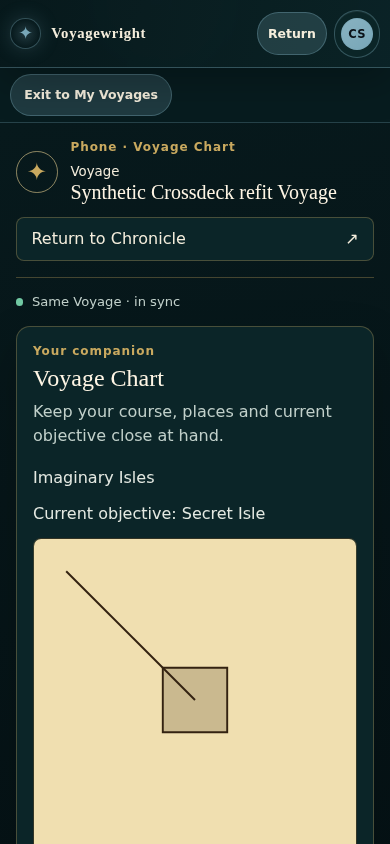 Voyagewright
Return
CS
Exit to My Voyages
Phone · Voyage Chart
Voyage
Synthetic Crossdeck refit Voyage
Return to Chronicle ↗
Same Voyage · in sync
Your companion
Voyage Chart
Keep your course, places and current
objective close at hand.
Imaginary Isles
Current objective: Secret Isle